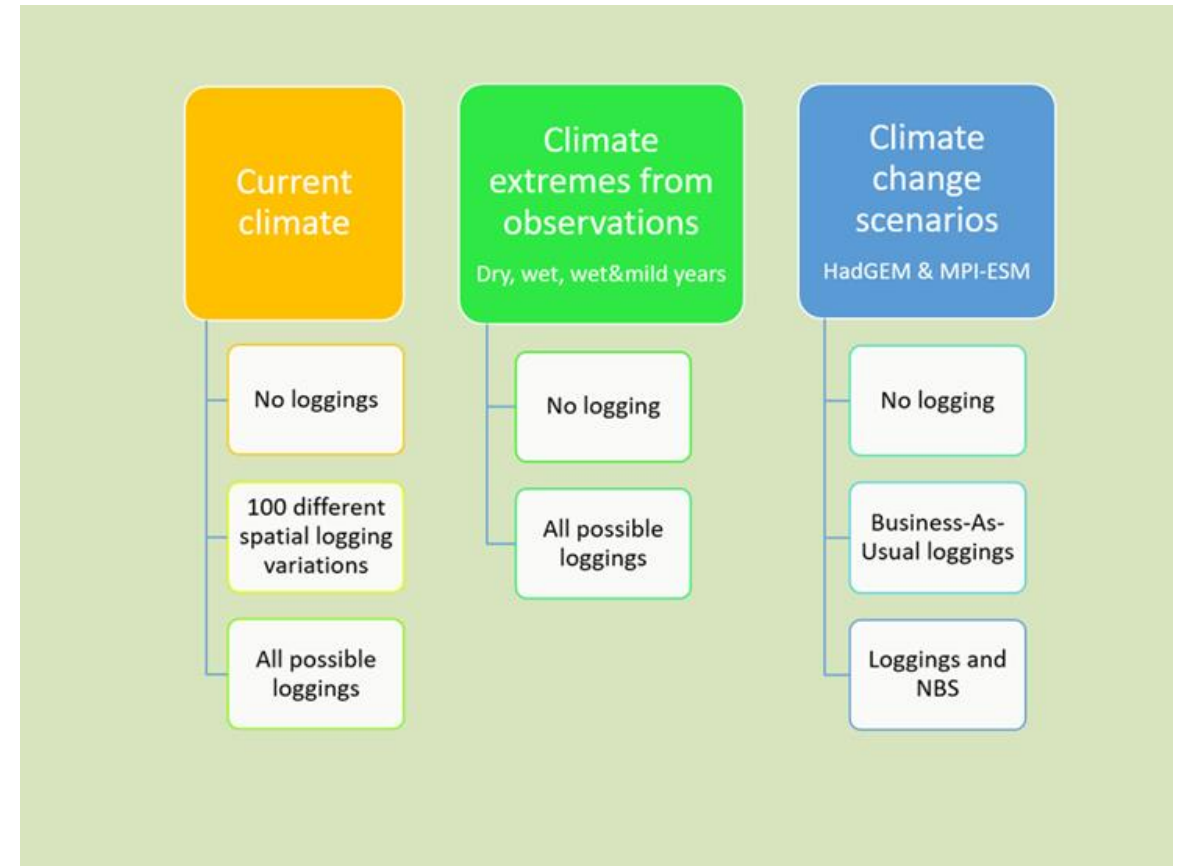 Current
climate
No loggings
100 different
spatial logging
variations
All possible
loggings
Climate
extremes from
observations
Dry, wet, wet&mild years
No logging
All possible
loggings
Climate
change
scenarios
HadGEM & MPI-ESM
No logging
Business-As-
Usual loggings
Loggings and
NBS